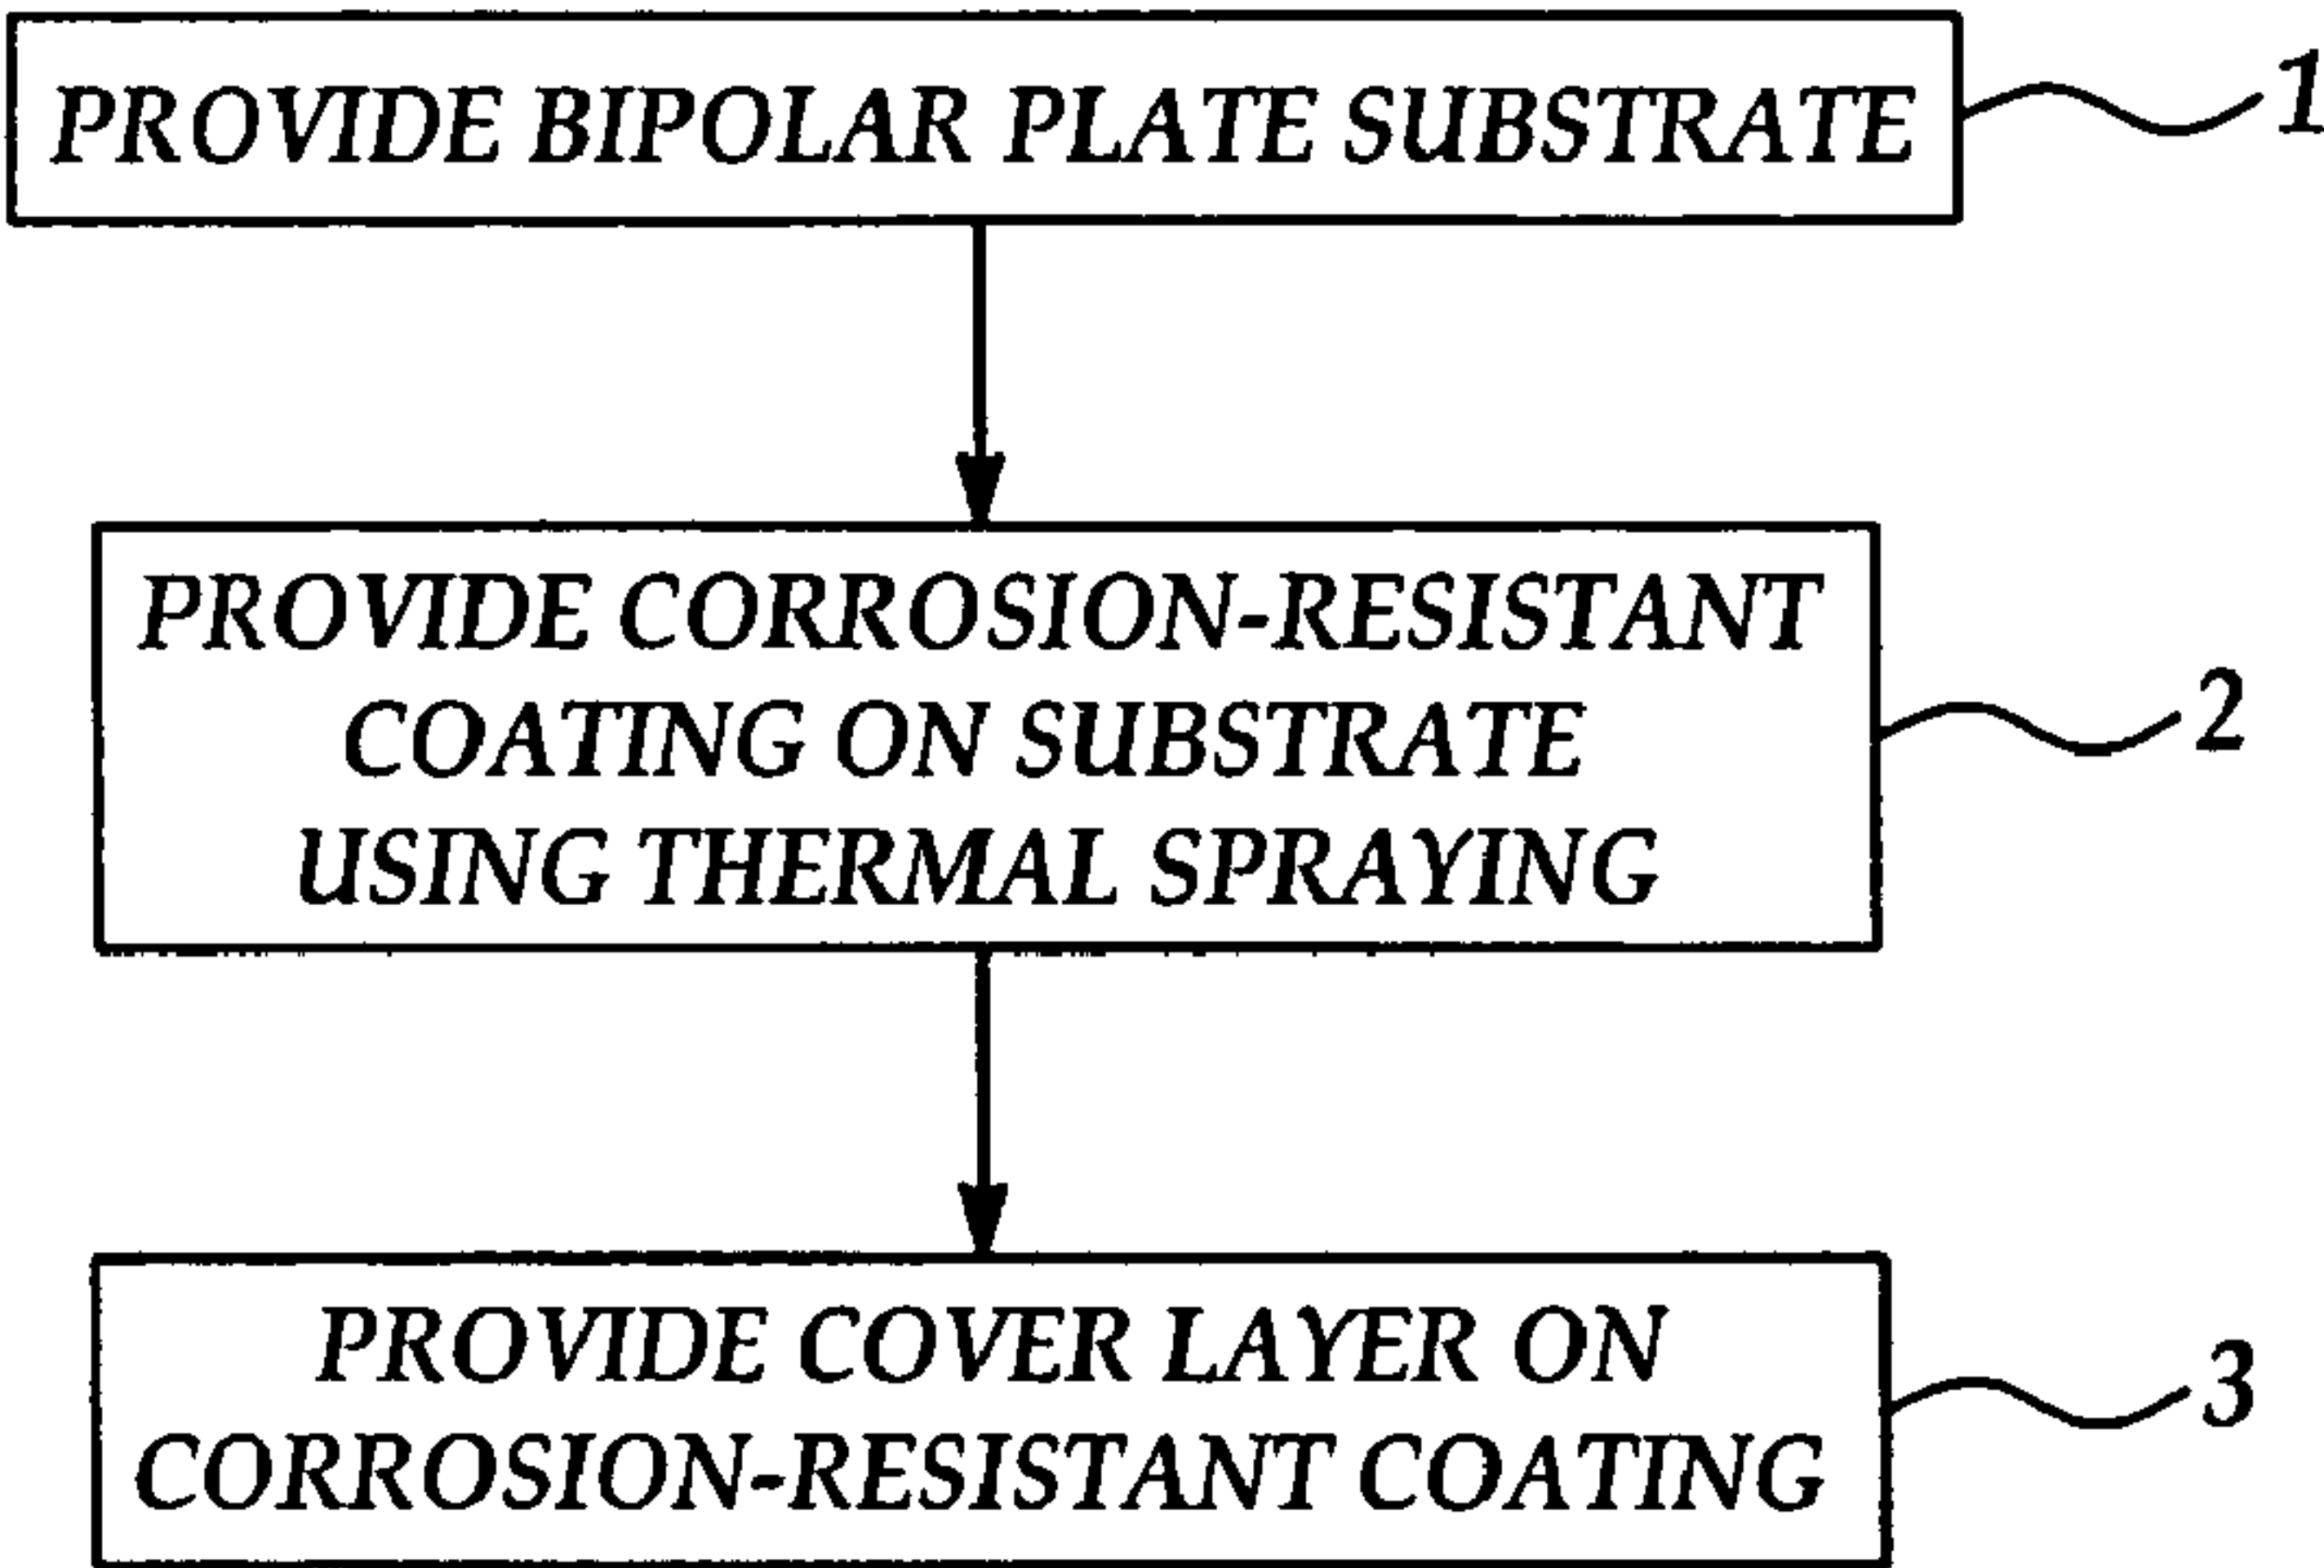 PROVIDE BIPOLAR PLATE SUBSTRATE
1
PROVIDE CORROSION-RESISTANT
COATING ON SUBSTRATE
USING THERMAL SPRAYING
2
PROVIDE COVER LAYER ON
CORROSION-RESISTANT COATING
3